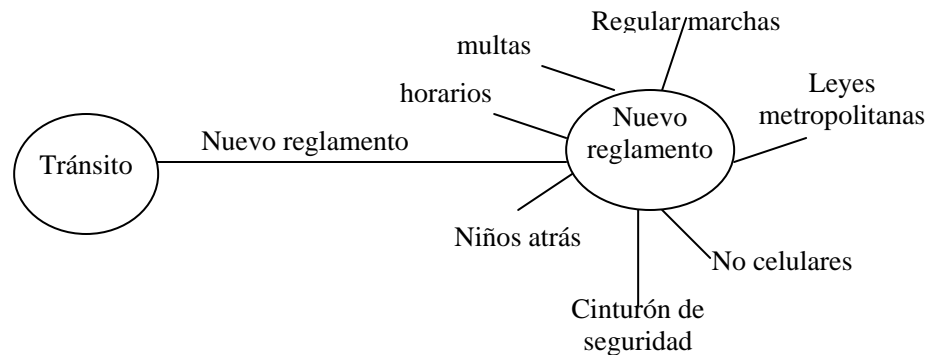 Regular marchas
multas
Leyes
metropolitanas
horarios
Nuevo
reglamento
Nuevo reglamento
Tránsito
Niños atrás
No celulares
Cinturón de
seguridad